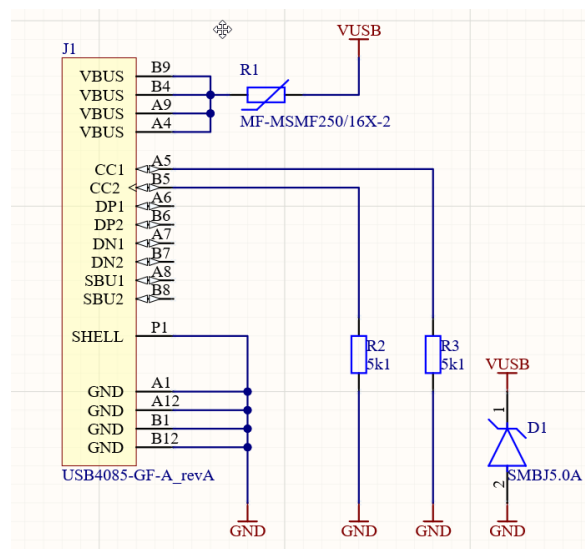 VUSB
J1
R1
VBUS B9
VBUS B4
VBUS A9
VBUS A4
MF-MSMF250/16X-2
CC1 A5
CC2 B5
DP1 A6
DP2 B6
DN1 A7
DN2 B7
SBU1 A8
SBU2 B8
SHELL P1
R2
5k1
R3
5k1
VUSB
GND A1
GND A12
GND B1
GND B12
1
D1
SMBJ5.0A
2
USB4085-GF-A_revA
GND
GND
GND
GND